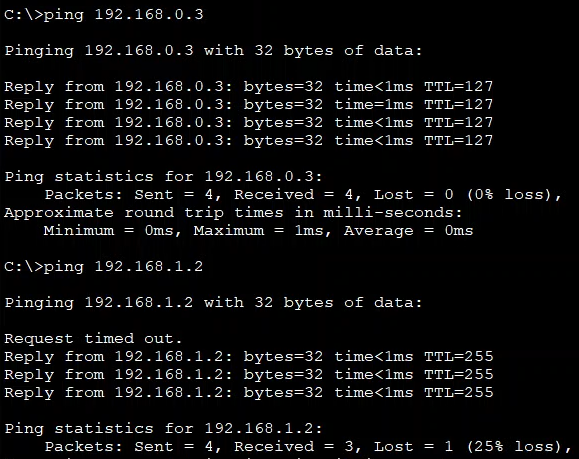 C:\>ping 192.168.0.3
Pinging 192.168.0.3 with 32 bytes of data:
Reply from 192.168.0.3: bytes=32 time<1ms TTL=127
Reply from 192.168.0.3: bytes=32 time=1ms TTL=127
Reply from 192.168.0.3: bytes=32 time<1ms TTL=127
Reply from 192.168.0.3: bytes=32 time<1ms TTL=127
Ping statistics for 192.168.0.3:
Packets: Sent = 4, Received = 4, Lost = 0 (0% loss),
Approximate round trip times in milli-seconds:
Minimum = 0ms, Maximum = 1ms, Average = 0ms
C:\>ping 192.168.1.2
Pinging 192.168.1.2 with 32 bytes of data:
Request timed out.
Reply from 192.168.1.2: bytes=32 time<1ms TTL=255
Reply from 192.168.1.2: bytes=32 time<1ms TTL=255
Reply from 192.168.1.2: bytes=32 time<1ms TTL=255
Ping statistics for 192.168.1.2:
Packets: Sent = 4, Received = 3, Lost = 1 (25% loss),